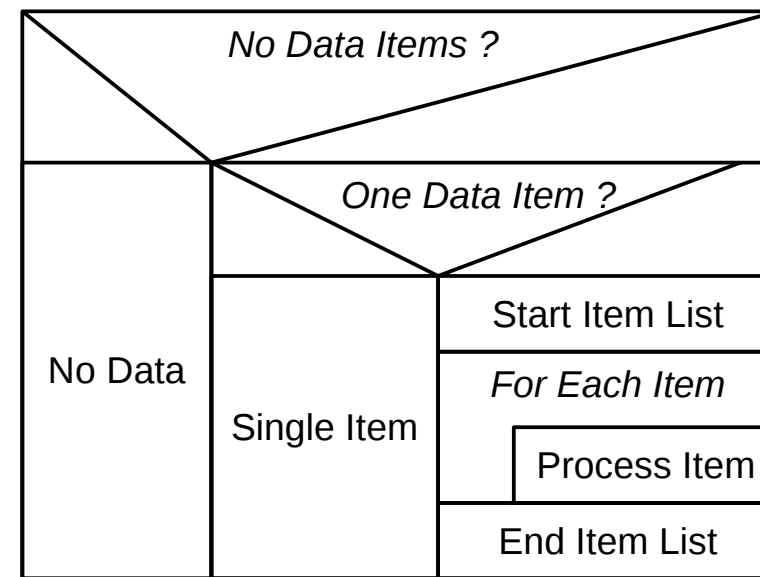 No Data Items ?
One Data Item ?
No Data
Single Item
Start Item List
For Each Item
Process Item
End Item List